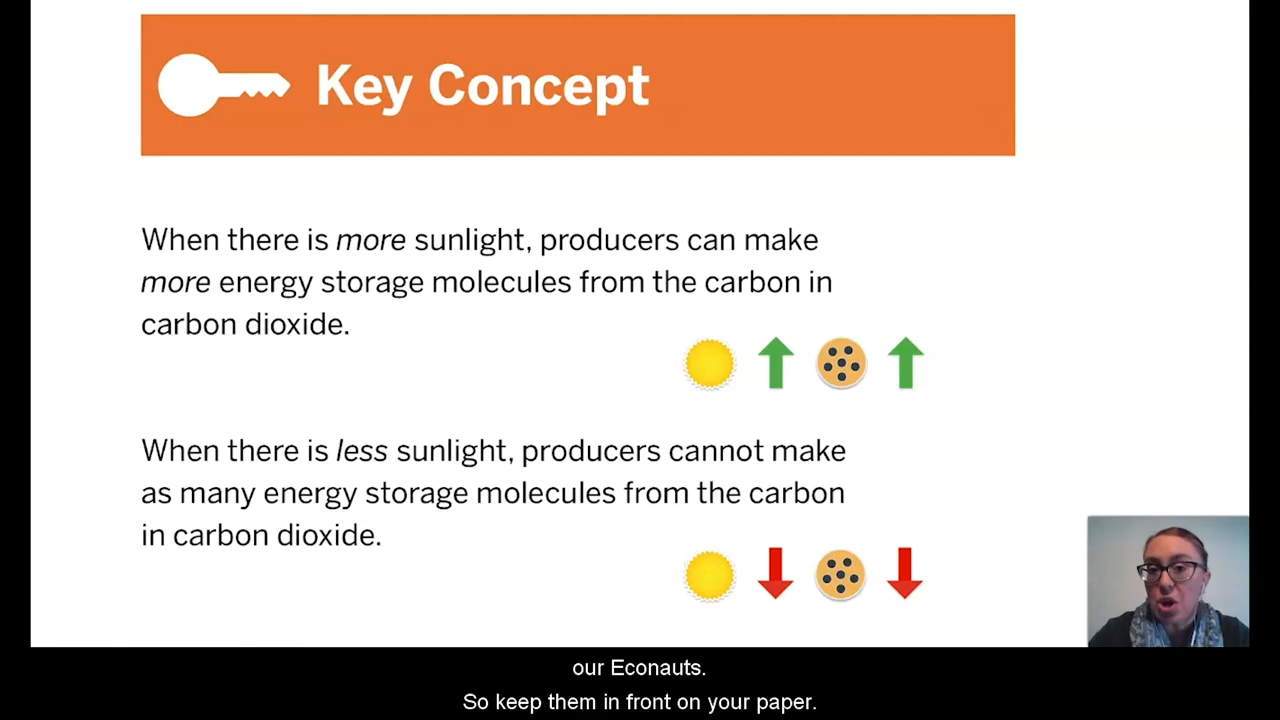 Key Concept
When there is more sunlight, producers can make
more energy storage molecules from the carbon in
carbon dioxide.
When there is less sunlight, producers cannot make
as many energy storage molecules from the carbon
in carbon dioxide.
our Econauts.
So keep them in front on your paper.